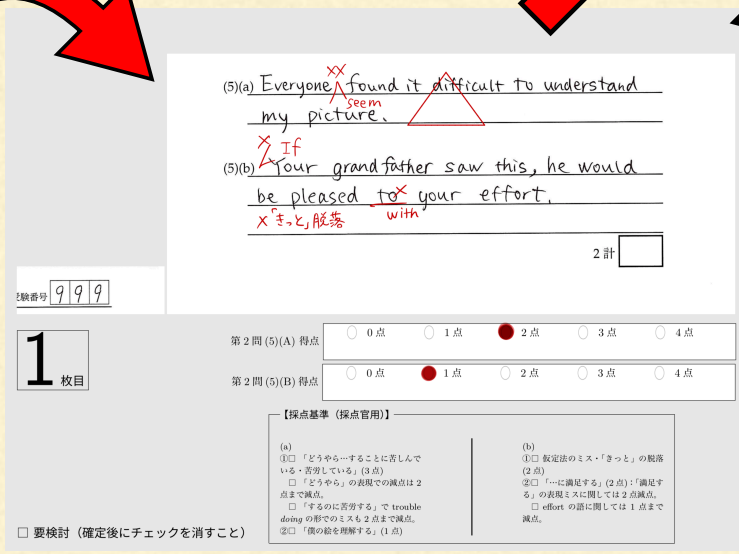 xx
(5)(a) Everyone found it difficult to understand
seem
my picture.
x If
(5)(b) Your grandfather saw this, he would
be pleased to your effort.
x
with
x「きっと」脱落
2計
受験番号 9 9 9
1 枚目
第2問(5)(A) 得点 0点 1点 2点 3点 4点
第2問(5)(B) 得点 0点 1点 2点 3点 4点
【採点基準（採点官用）】
(a)
①□ 「どうやら…することに苦しんで
いる・苦労している」(3点)
□ 「どうやら」の表現での減点は2
点まで減点。
□ 「するのに苦労する」で trouble
doing の形でのミスも2点まで減点。
②□ 「僕の絵を理解する」(1点)
(b)
①□ 仮定法のミス・「きっと」の脱落
(2点)
②□ 「…に満足する」(2点)：「満足す
る」の表現ミスに関しては2点減点。
□ effort の語に関しては1点まで
減点。
□ 要検討（確定後にチェックを消すこと）